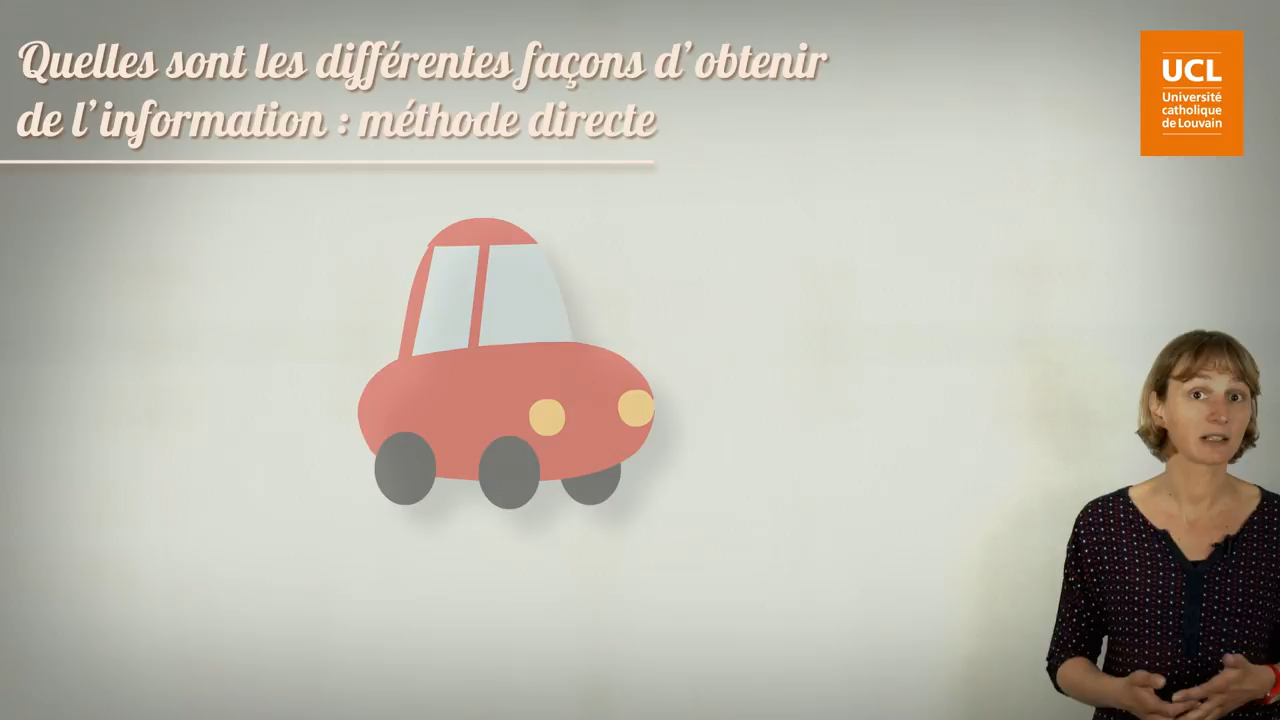 Quelles sont les différentes façons d'obtenir
de l'information : méthode directe
UCL
Université
catholique
de Louvain